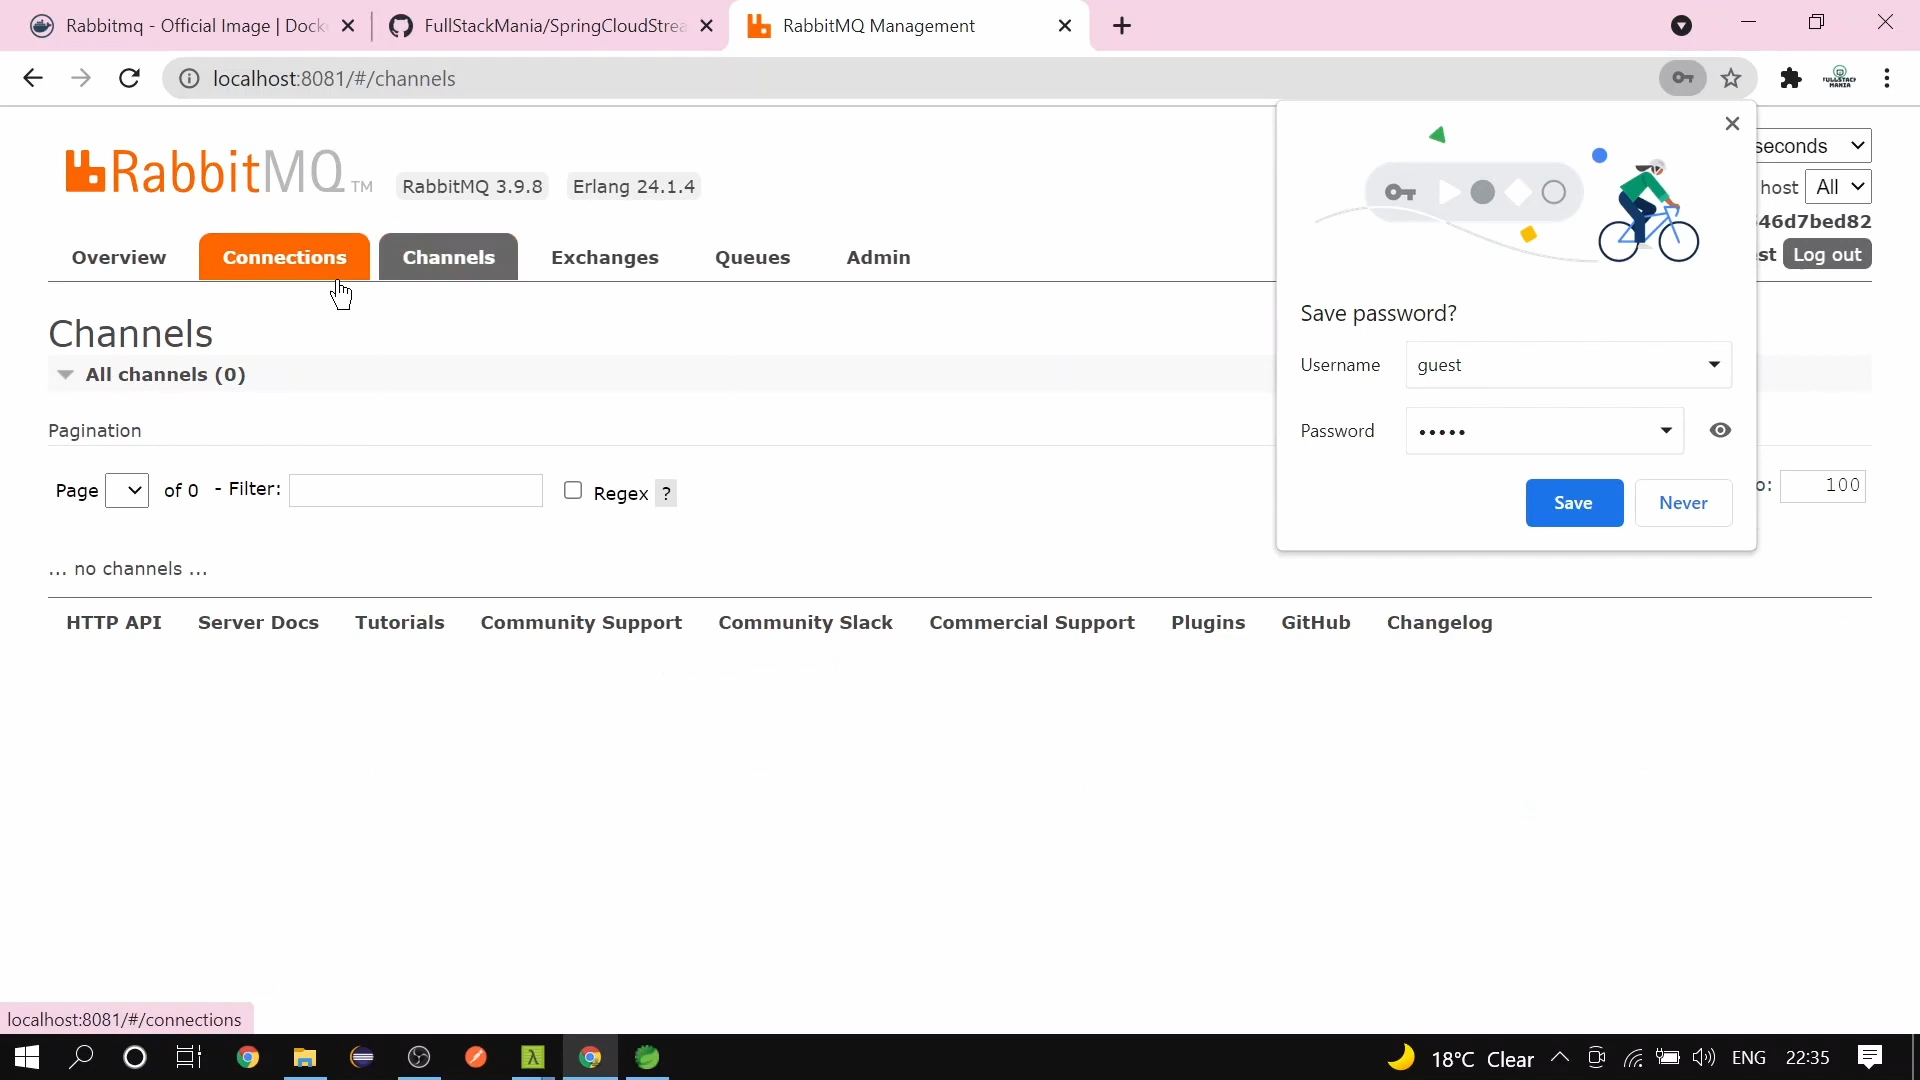 Rabbitmq - Official Image | Dock
FullStackMania/SpringCloudStrea
RabbitMQ Management
localhost:8081/#/channels
RabbitMQ TM
RabbitMQ 3.9.8
Erlang 24.1.4
seconds
host
All
46d7bed82
st
Log out
Overview
Connections
Channels
Exchanges
Queues
Admin
Channels
All channels (0)
Pagination
Page
of 0
- Filter:
Regex
?
o:
100
... no channels ...
Save password?
Username
guest
Password
•••••
Save
Never
HTTP API
Server Docs
Tutorials
Community Support
Community Slack
Commercial Support
Plugins
GitHub
Changelog
localhost:8081/#/connections
18°C Clear
ENG
22:35